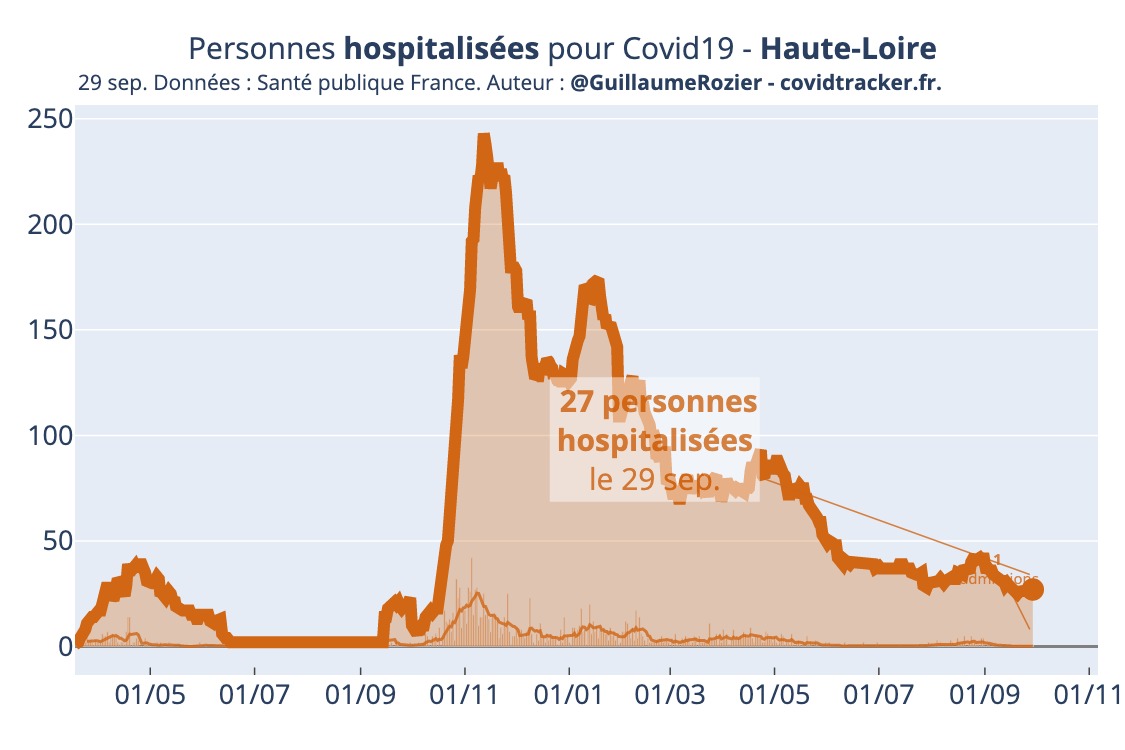 Personnes hospitalisées pour Covid19 - Haute-Loire
29 sep. Données : Santé publique France. Auteur : @GuillaumeRozier - covidtracker.fr.
250
200
150
100
50
0
27 personnes
hospitalisées
le 29 sep.
1
admissions
01/05 01/07 01/09 01/11 01/01 01/03 01/05 01/07 01/09 01/11